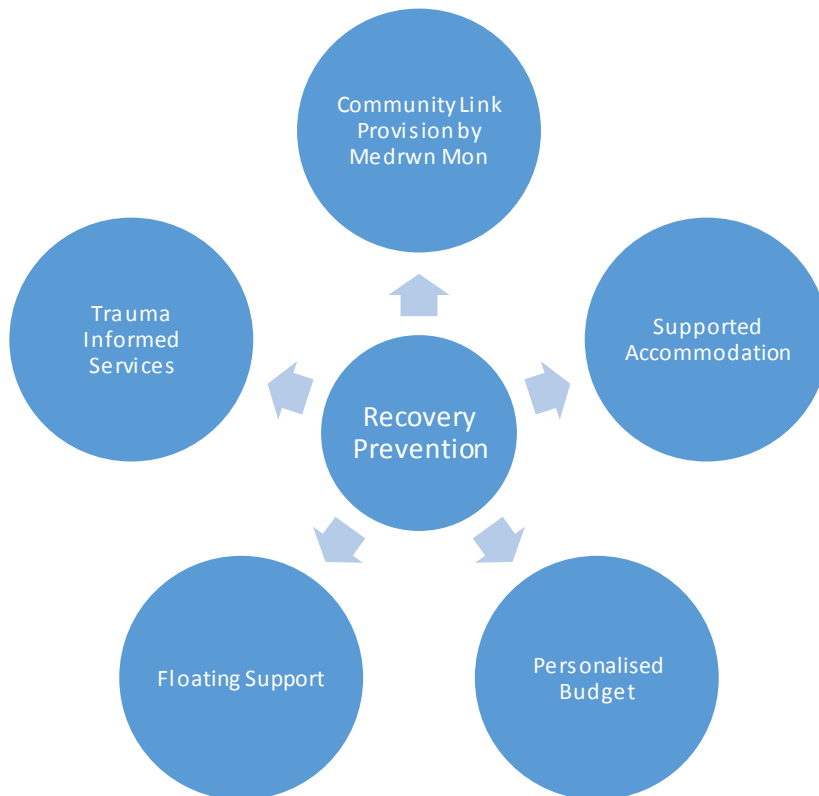 Community Link
Provision by
Medrwn Mon
Trauma
Informed
Services
Supported
Accommodation
Recovery
Prevention
Floating Support
Personalised
Budget